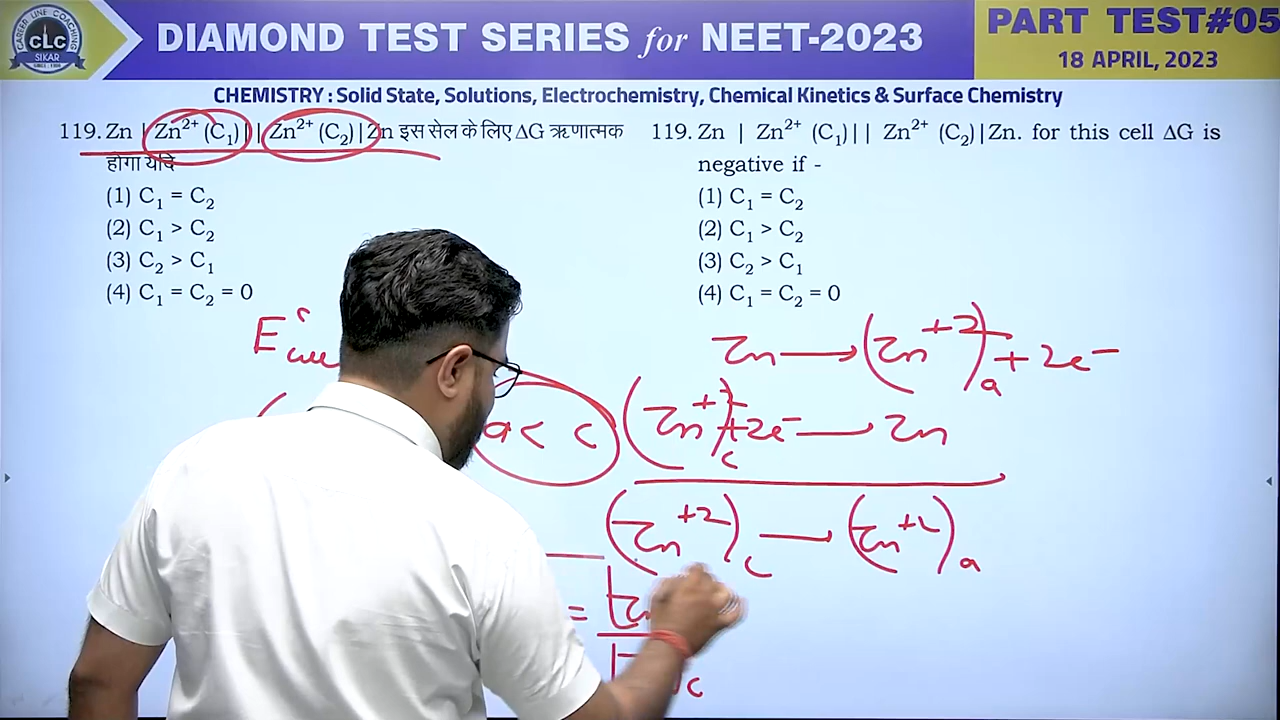 CAREER LINE COACHING
CLC
SIKAR
DIAMOND TEST SERIES for NEET-2023
PART TEST#05
18 APRIL, 2023
CHEMISTRY : Solid State, Solutions, Electrochemistry, Chemical Kinetics & Surface Chemistry
119. Zn | Zn²⁺ (C₁)| | Zn²⁺ (C₂)|Zn इस सेल के लिए ΔG ऋणात्मक
होगा यदि
(1) C₁ = C₂
(2) C₁ > C₂
(3) C₂ > C₁
(4) C₁ = C₂ = 0
119. Zn | Zn²⁺ (C₁)| | Zn²⁺ (C₂)|Zn. for this cell ΔG is
negative if -
(1) C₁ = C₂
(2) C₁ > C₂
(3) C₂ > C₁
(4) C₁ = C₂ = 0
Zn → (Zn⁺²)ₐ + 2e⁻
a < c
(Zn⁺²)c + 2e⁻ → Zn
(Zn⁺²)c → (Zn⁺²)ₐ
=